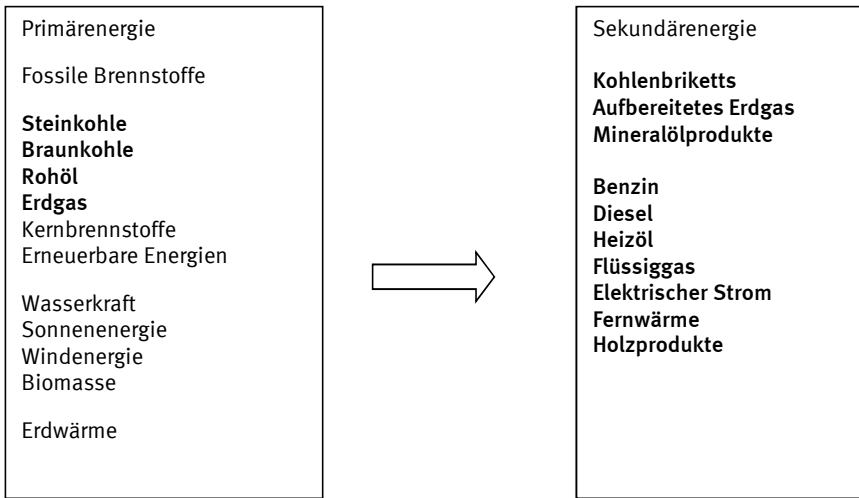 Primärenergie
Fossile Brennstoffe
Steinkohle
Braunkohle
Rohöl
Erdgas
Kernbrennstoffe
Erneuerbare Energien
Wasserkraft
Sonnenenergie
Windenergie
Biomasse
Erdwärme
Sekundärenergie
Kohlenbriketts
Aufbereitetes Erdgas
Mineralölprodukte
Benzin
Diesel
Heizöl
Flüssiggas
Elektrischer Strom
Fernwärme
Holzprodukte